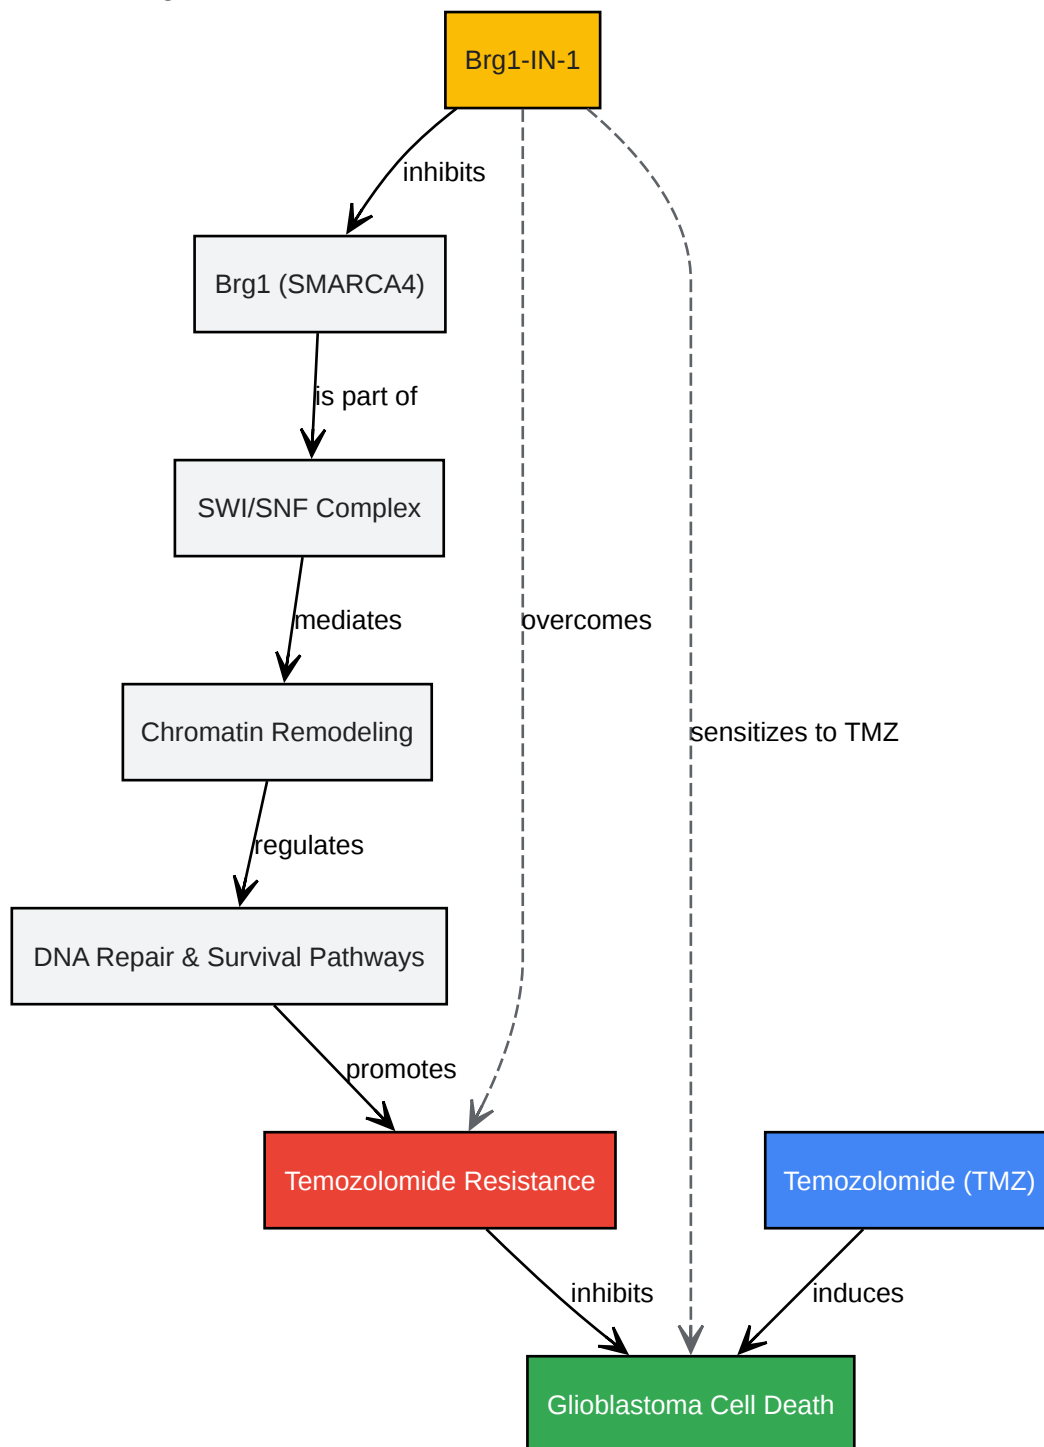 Brg1-IN-1
inhibits
Brg1 (SMARCA4)
is part of
SWI/SNF Complex
mediates
overcomes
Chromatin Remodeling
sensitizes to TMZ
regulates
DNA Repair & Survival Pathways
promotes
Temozolomide Resistance
Temozolomide (TMZ)
inhibits
induces
Glioblastoma Cell Death